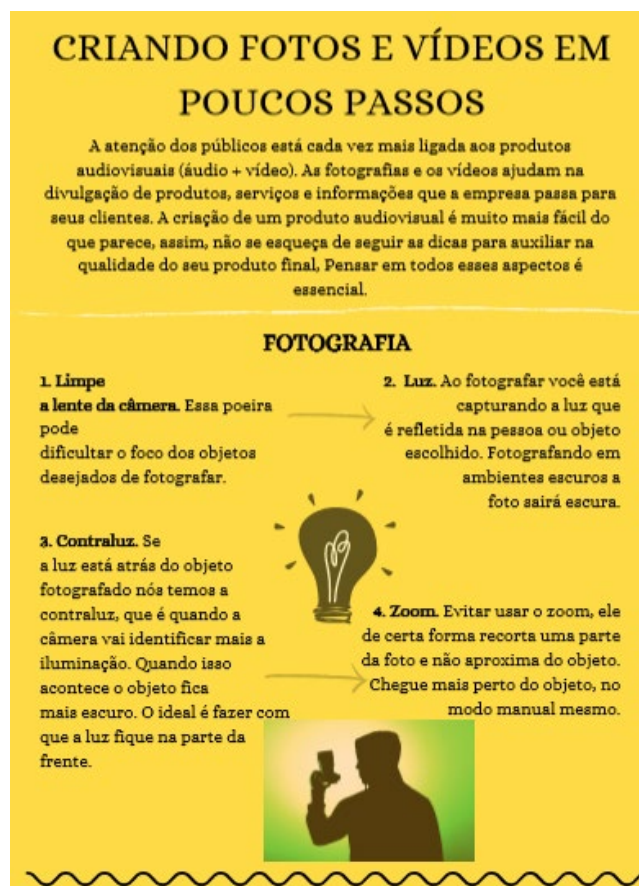 CRIANDO FOTOS E VÍDEOS EM
POUCOS PASSOS
A atenção dos públicos está cada vez mais ligada aos produtos
audiovisuais (áudio + vídeo). As fotografias e os vídeos ajudam na
divulgação de produtos, serviços e informações que a empresa passa para
seus clientes. A criação de um produto audiovisual é muito mais fácil do
que parece, assim, não se esqueça de seguir as dicas para auxiliar na
qualidade do seu produto final, Pensar em todos esses aspectos é
essencial.
FOTOGRAFIA
1. Limpe
a lente da câmera. Essa poeira
pode
dificultar o foco dos objetos
desejados de fotografar.
2. Luz. Ao fotografar você está
capturando a luz que
é refletida na pessoa ou objeto
escolhido. Fotografando em
ambientes escuros a
foto sairá escura.
3. Contraluz. Se
a luz está atrás do objeto
fotografado nós temos a
contraluz, que é quando a
câmera vai identificar mais a
iluminação. Quando isso
acontece o objeto fica
mais escuro. O ideal é fazer com
que a luz fique na parte da
frente.
4. Zoom. Evitar usar o zoom, ele
de certa forma recorta uma parte
da foto e não aproxima do objeto.
Chegue mais perto do objeto, no
modo manual mesmo.